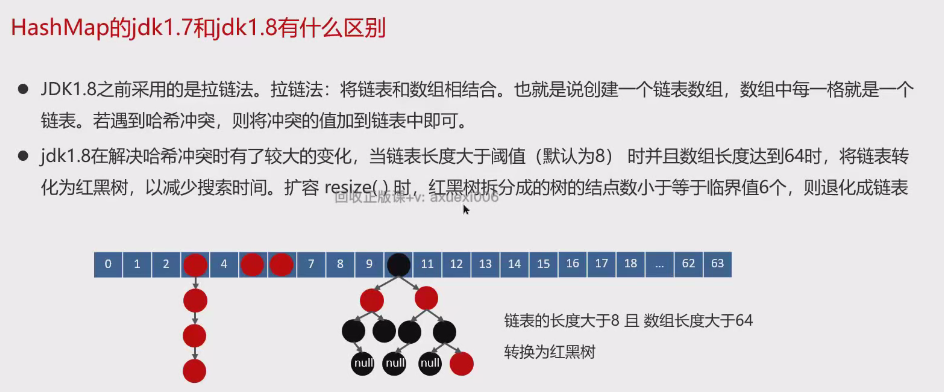 HashMap的jdk1.7和jdk1.8有什么区别
JDK1.8之前采用的是拉链法。拉链法：将链表和数组相结合。也就是说创建一个链表数组，数组中每一格就是一个
链表。若遇到哈希冲突，则将冲突的值加到链表中即可。
jdk1.8在解决哈希冲突时有了较大的变化，当链表长度大于阈值（默认为8） 时并且数组长度达到64时，将链表转
化为红黑树，以减少搜索时间。扩容 resize( ) 时，红黑树拆分成的树的结点数小于等于临界值6个，则退化成链表
回收正版课+v: axuexi006
0 1 2 4 7 8 9 11 12 13 14 15 16 17 18 ... 62 63
链表的长度大于8 且 数组长度大于64
转换为红黑树
null null null